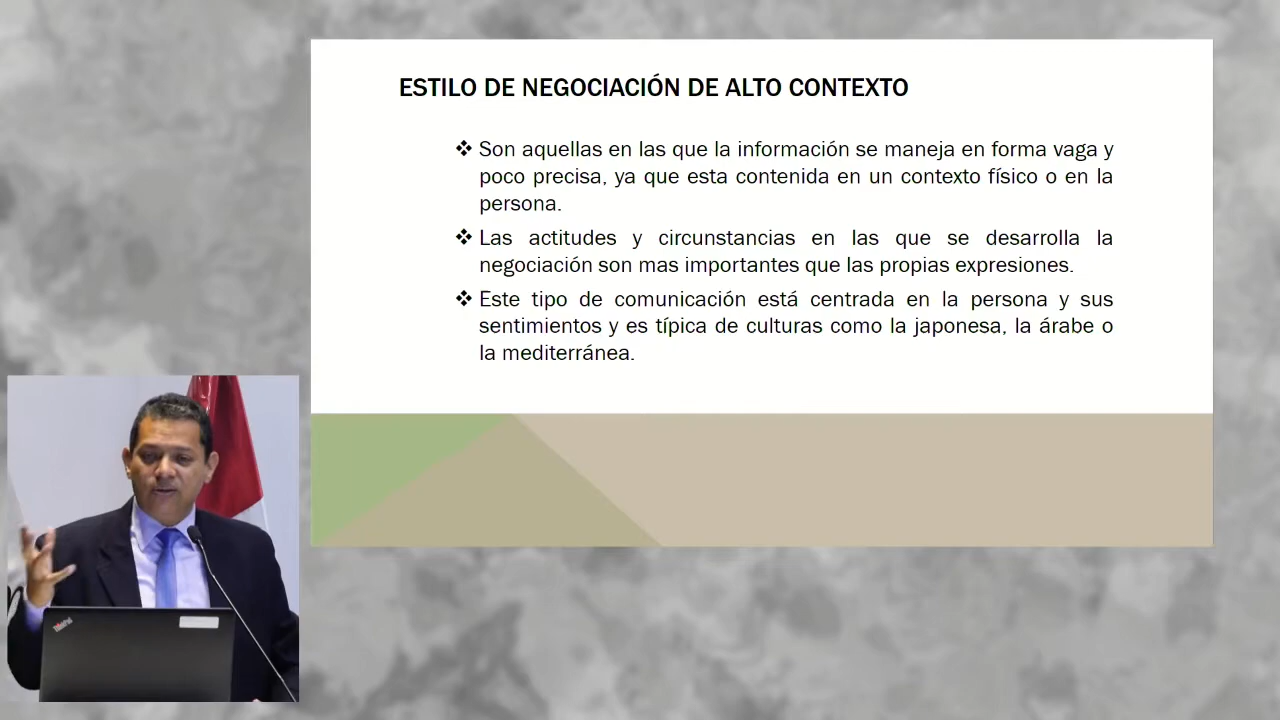 ESTILO DE NEGOCIACIÓN DE ALTO CONTEXTO
❖ Son aquellas en las que la información se maneja en forma vaga y
poco precisa, ya que esta contenida en un contexto físico o en la
persona.
❖ Las actitudes y circunstancias en las que se desarrolla la
negociación son mas importantes que las propias expresiones.
❖ Este tipo de comunicación está centrada en la persona y sus
sentimientos y es típica de culturas como la japonesa, la árabe o
la mediterránea.
ThinkPad